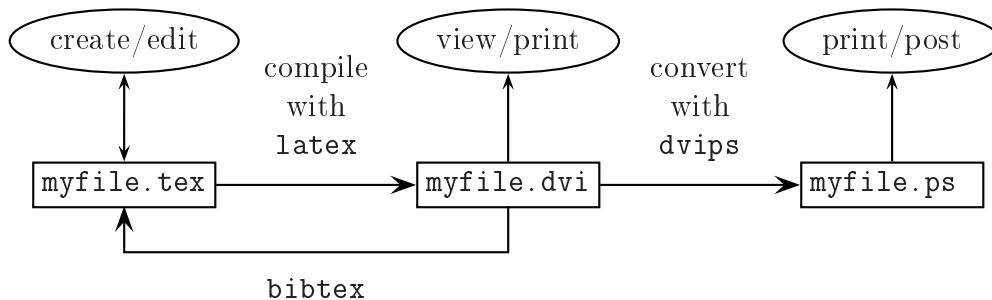 create/edit
view/print
print/post
compile
with
latex
convert
with
dvips
myfile.tex
myfile.dvi
myfile.ps
bibtex